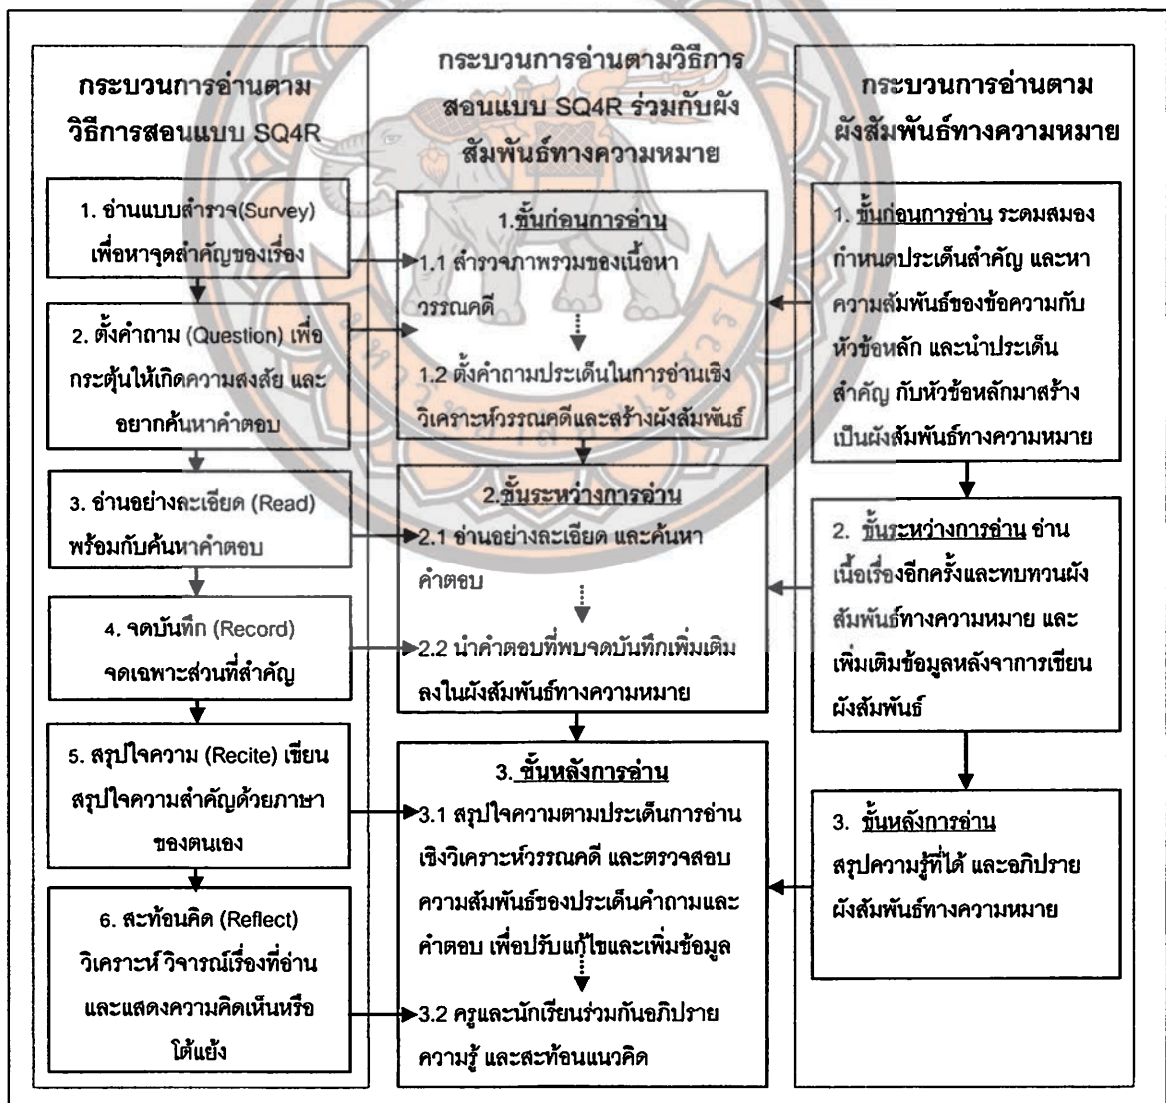 กระบวนการอ่านตาม
วิธีการสอนแบบ SQ4R
1. อ่านแบบสำรวจ(Survey)
เพื่อหาจุดสำคัญของเรื่อง
2. ตั้งคำถาม (Question) เพื่อ
กระตุ้นให้เกิดความสงสัย และ
อยากค้นหาคำตอบ
3. อ่านอย่างละเอียด (Read)
พร้อมกับค้นหาคำตอบ
4. จดบันทึก (Record)
จดเฉพาะส่วนที่สำคัญ
5. สรุปใจความ (Recite) เขียน
สรุปใจความสำคัญด้วยภาษา
ของตนเอง
6. สะท้อนคิด (Reflect)
วิเคราะห์ วิจารณ์เรื่องที่อ่าน
และแสดงความคิดเห็นหรือ
โต้แย้ง
กระบวนการอ่านตามวิธีการ
สอนแบบ SQ4R ร่วมกับผัง
สัมพันธ์ทางความหมาย
1.ขั้นก่อนการอ่าน
1.1 สำรวจภาพรวมของเนื้อหา
วรรณคดี
1.2 ตั้งคำถามประเด็นในการอ่านเชิง
วิเคราะห์วรรณคดีและสร้างผังสัมพันธ์
2.ขั้นระหว่างการอ่าน
2.1 อ่านอย่างละเอียด และค้นหา
คำตอบ
2.2 นำคำตอบที่พบจดบันทึกเพิ่มเติม
ลงในผังสัมพันธ์ทางความหมาย
3. ขั้นหลังการอ่าน
3.1 สรุปใจความตามประเด็นการอ่าน
เชิงวิเคราะห์วรรณคดี และตรวจสอบ
ความสัมพันธ์ของประเด็นคำถามและ
คำตอบ เพื่อปรับแก้ไขและเพิ่มข้อมูล
3.2 ครูและนักเรียนร่วมกันอภิปราย
ความรู้ และสะท้อนแนวคิด
กระบวนการอ่านตาม
ผังสัมพันธ์ทางความหมาย
1. ขั้นก่อนการอ่าน ระดมสมอง
กำหนดประเด็นสำคัญ และหา
ความสัมพันธ์ของข้อความกับ
หัวข้อหลัก และนำประเด็น
สำคัญ กับหัวข้อหลักมาสร้าง
เป็นผังสัมพันธ์ทางความหมาย
2. ขั้นระหว่างการอ่าน อ่าน
เนื้อเรื่องอีกครั้งและทบทวนผัง
สัมพันธ์ทางความหมาย และ
เพิ่มเติมข้อมูลหลังจาการเขียน
ผังสัมพันธ์
3. ขั้นหลังการอ่าน
สรุปความรู้ที่ได้ และอภิปราย
ผังสัมพันธ์ทางความหมาย
มหาวิทยาลัยนเรศวร